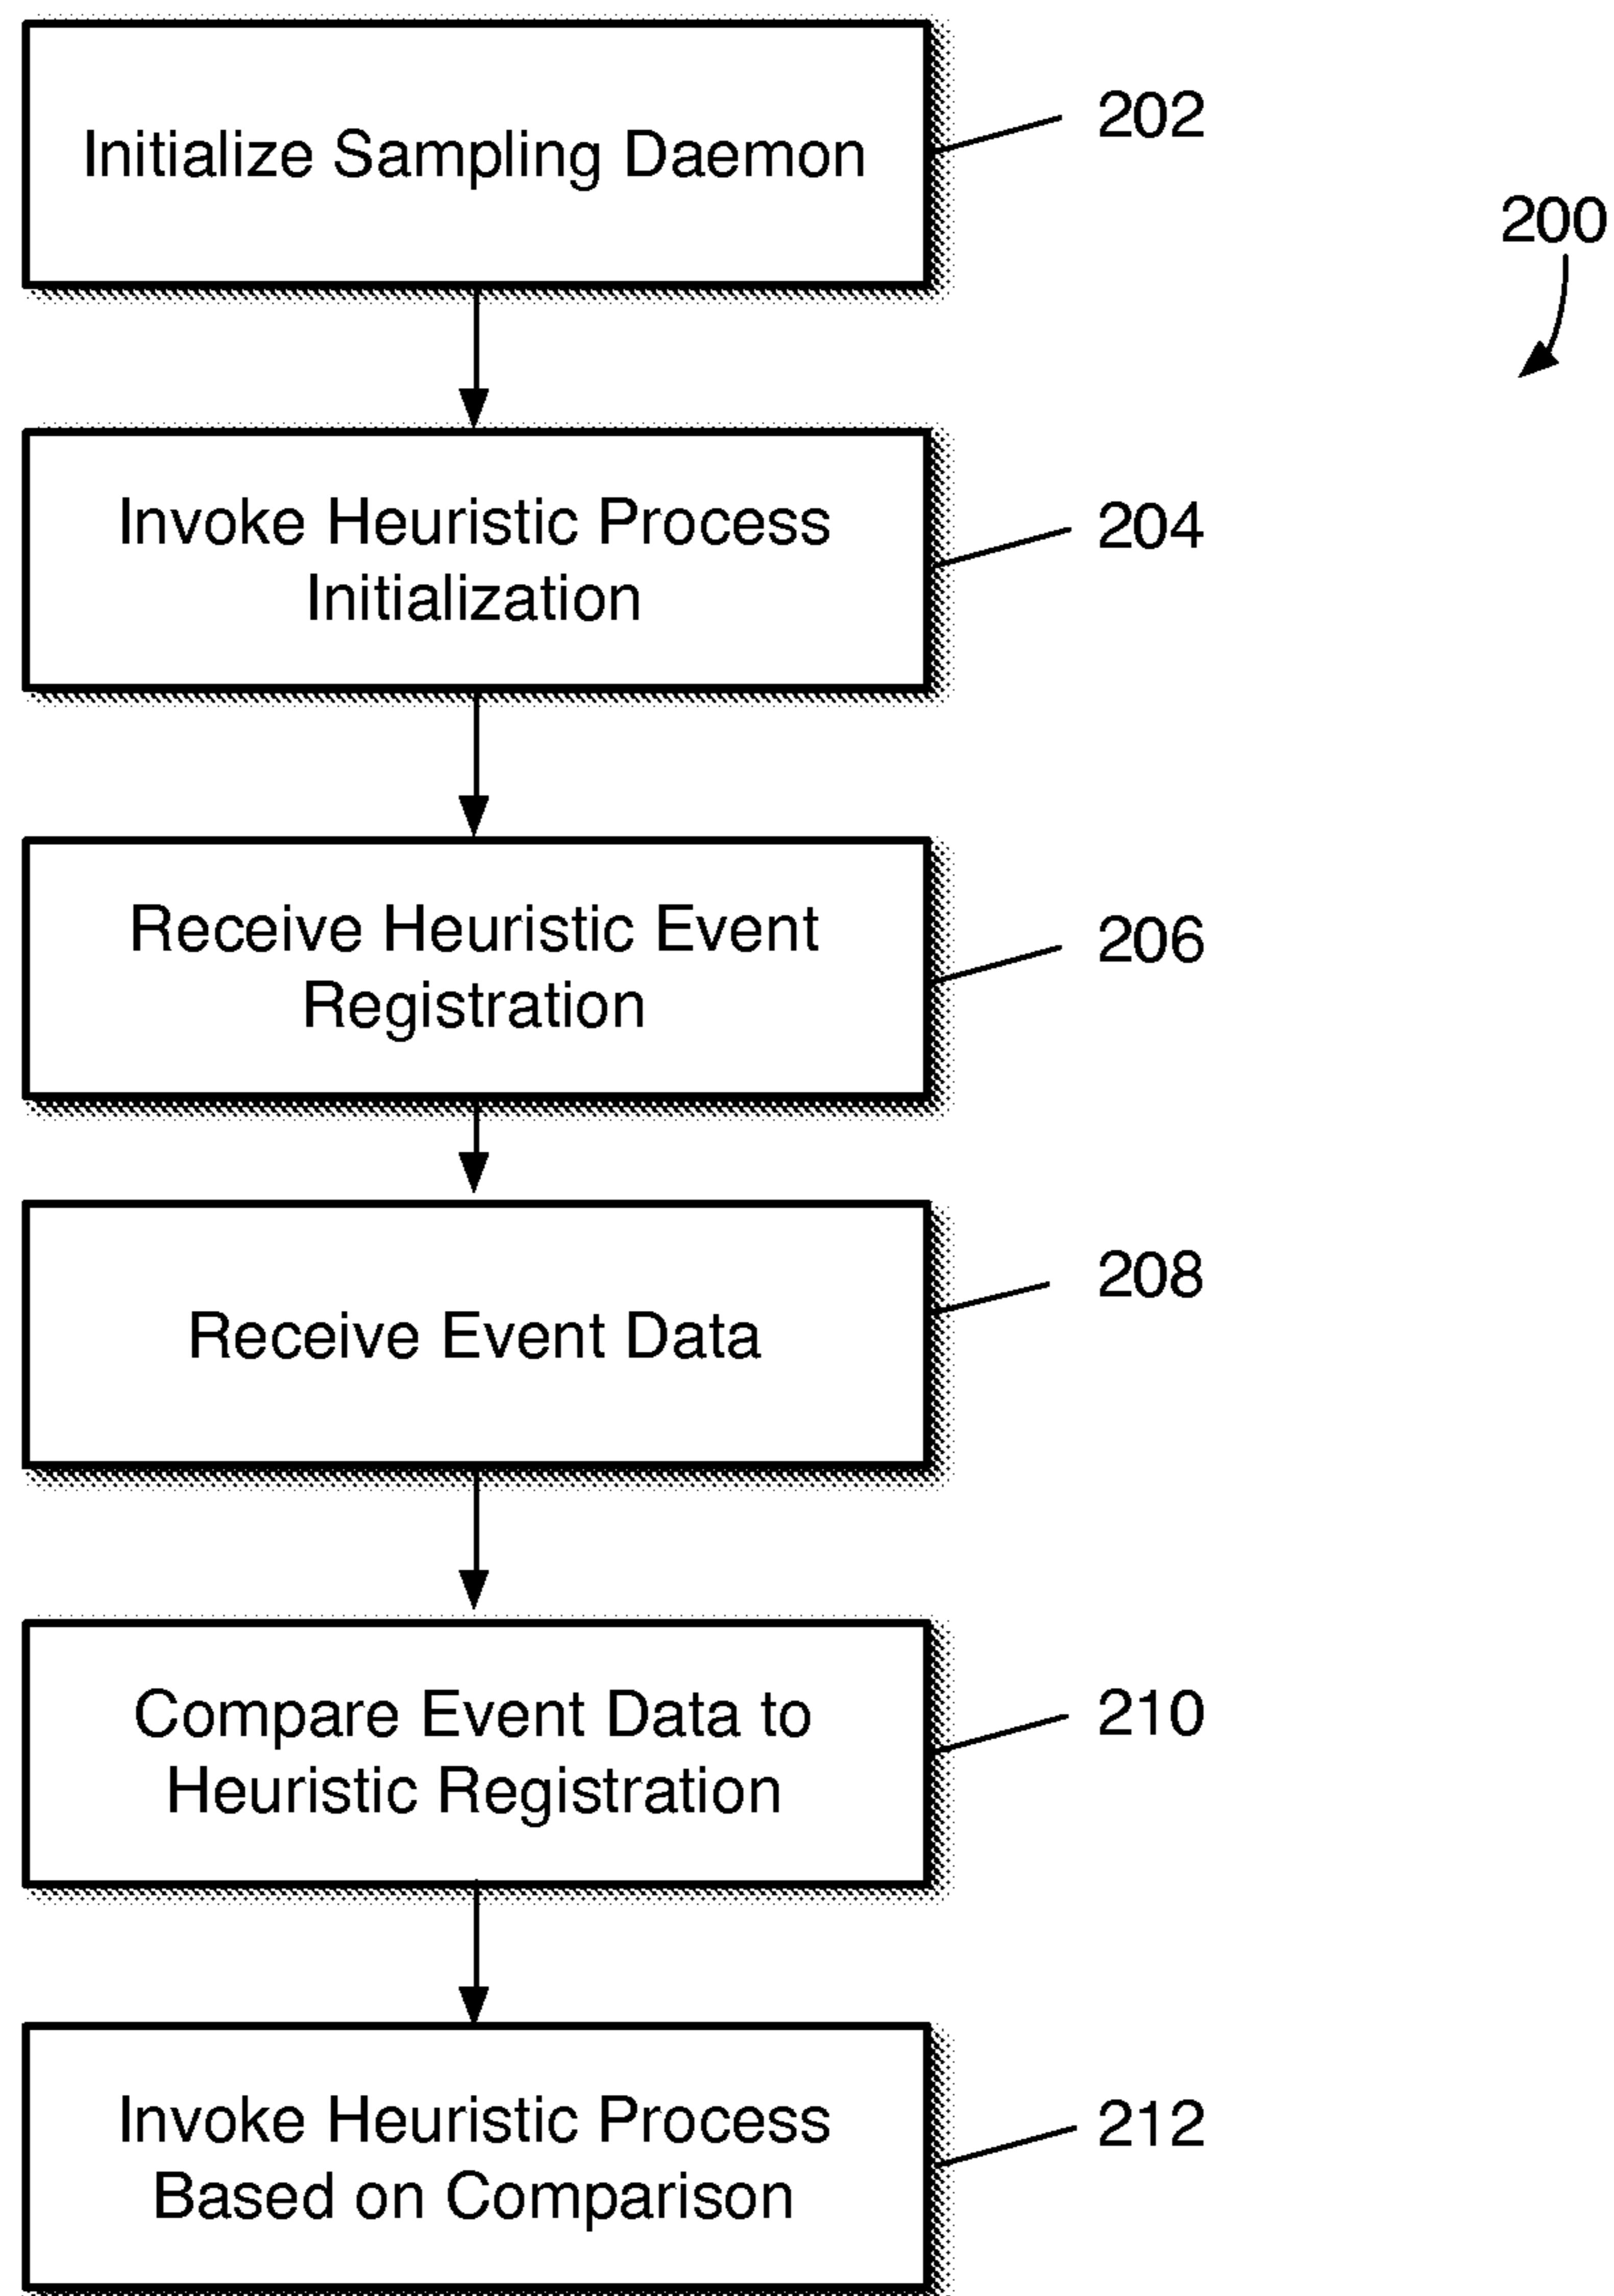 Initialize Sampling Daemon
202
200
Invoke Heuristic Process
Initialization
204
Receive Heuristic Event
Registration
206
Receive Event Data
208
Compare Event Data to
Heuristic Registration
210
Invoke Heuristic Process
Based on Comparison
212